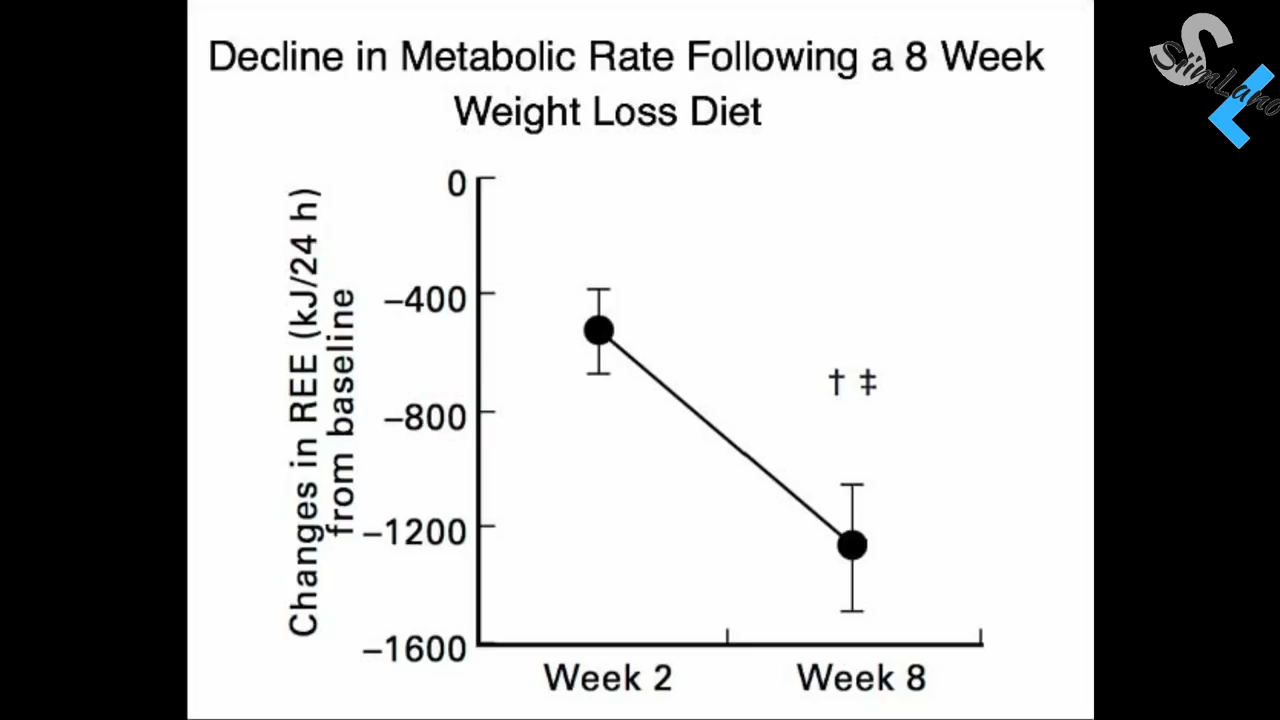 Decline in Metabolic Rate Following a 8 Week
Weight Loss Diet
SiimLand
Changes in REE (kJ/24 h)
from baseline
0
−400
−800
−1200
−1600
† ‡
Week 2
Week 8